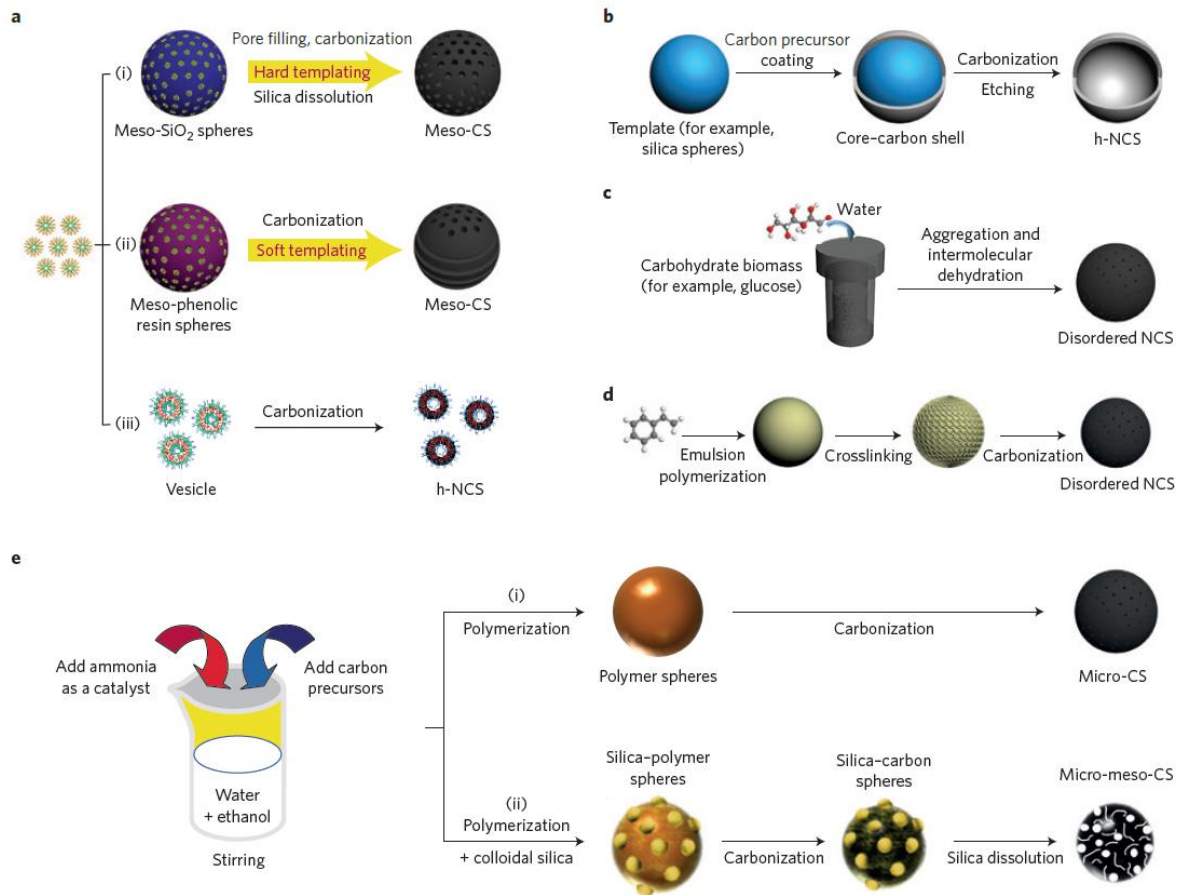 a
(i)
Pore filling, carbonization
Hard templating
Silica dissolution
Meso-SiO2 spheres
Meso-CS
(ii)
Carbonization
Soft templating
Meso-phenolic
resin spheres
Meso-CS
(iii)
Carbonization
Vesicle
h-NCS
b
Carbon precursor
coating
Carbonization
Etching
Template (for example,
silica spheres)
Core–carbon shell
h-NCS
c
Water
Carbohydrate biomass
(for example, glucose)
Aggregation and
intermolecular
dehydration
Disordered NCS
d
Emulsion
polymerization
Crosslinking
Carbonization
Disordered NCS
e
Add ammonia
as a catalyst
Add carbon
precursors
Water
+ ethanol
Stirring
(i)
Polymerization
Polymer spheres
Carbonization
Micro-CS
(ii)
Polymerization
+ colloidal silica
Silica–polymer
spheres
Carbonization
Silica–carbon
spheres
Silica dissolution
Micro-meso-CS